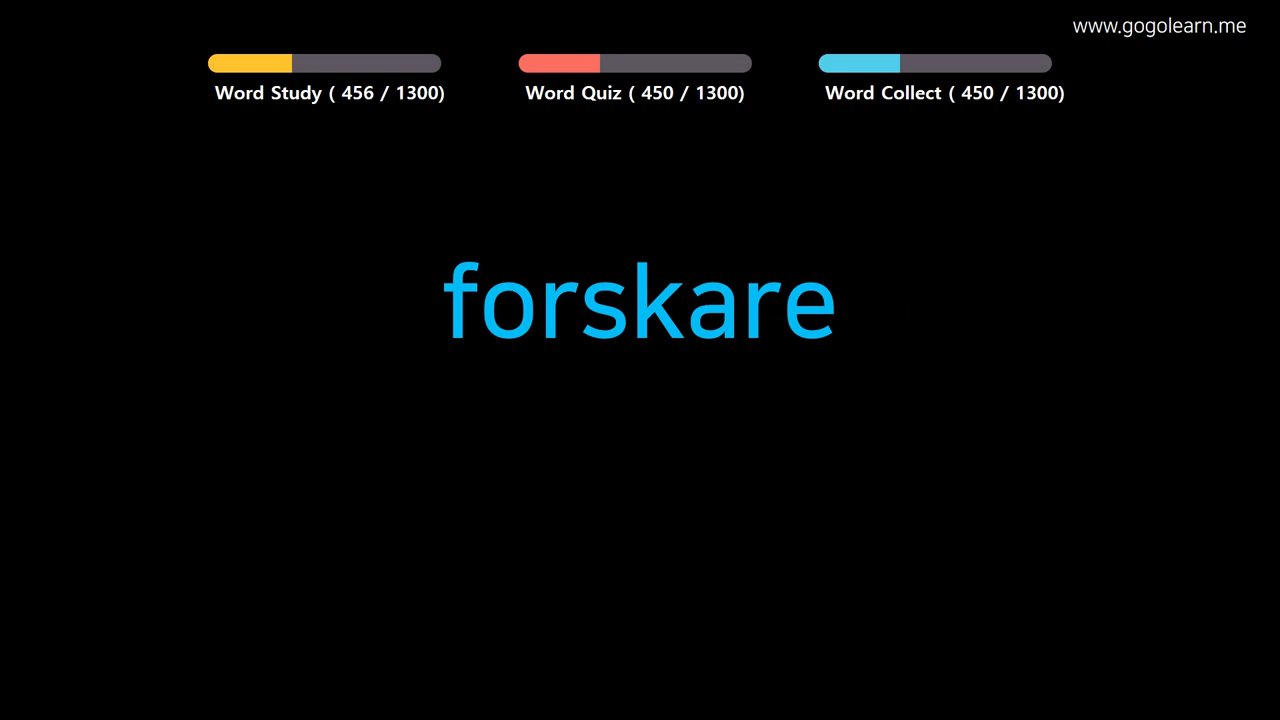 www.gogolearn.me
Word Study ( 456 / 1300)
Word Quiz ( 450 / 1300)
Word Collect ( 450 / 1300)
forskare